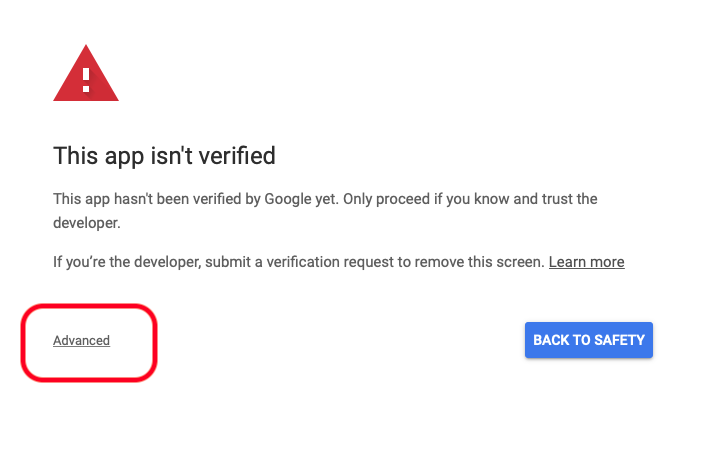 This app isn't verified
This app hasn't been verified by Google yet. Only proceed if you know and trust the
developer.
If you‘re the developer, submit a verification request to remove this screen. Learn more
Advanced
BACK TO SAFETY